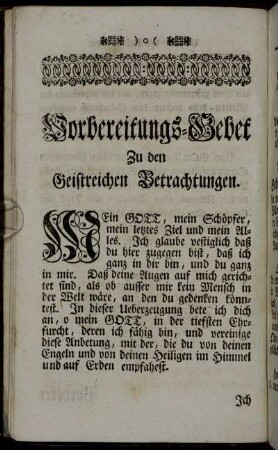 ) o (
Vorbereitungs-Gebet
Zu den
Geistreichen Betrachtungen.
MEin GOTT, mein Schöpfer,
mein letztes Ziel und mein Al-
les. Ich glaube vestiglich daß
du hier zugegen bist, daß ich
ganz in dir bin, und du ganz
in mir. Daß deine Augen auf mich gerich-
tet sind, als ob ausser mir kein Mensch in
der Welt wäre, an den du gedenken könn-
test. In dieser Ueberzeugung bete ich dich
an, o mein GOTT, in der tiefsten Ehr-
furcht, deren ich fähig bin, und vereinige
diese Anbetung, mit der, die du von deinen
Engeln und von deinen Heiligen im Himmel
und auf Erden empfahest.
Ich